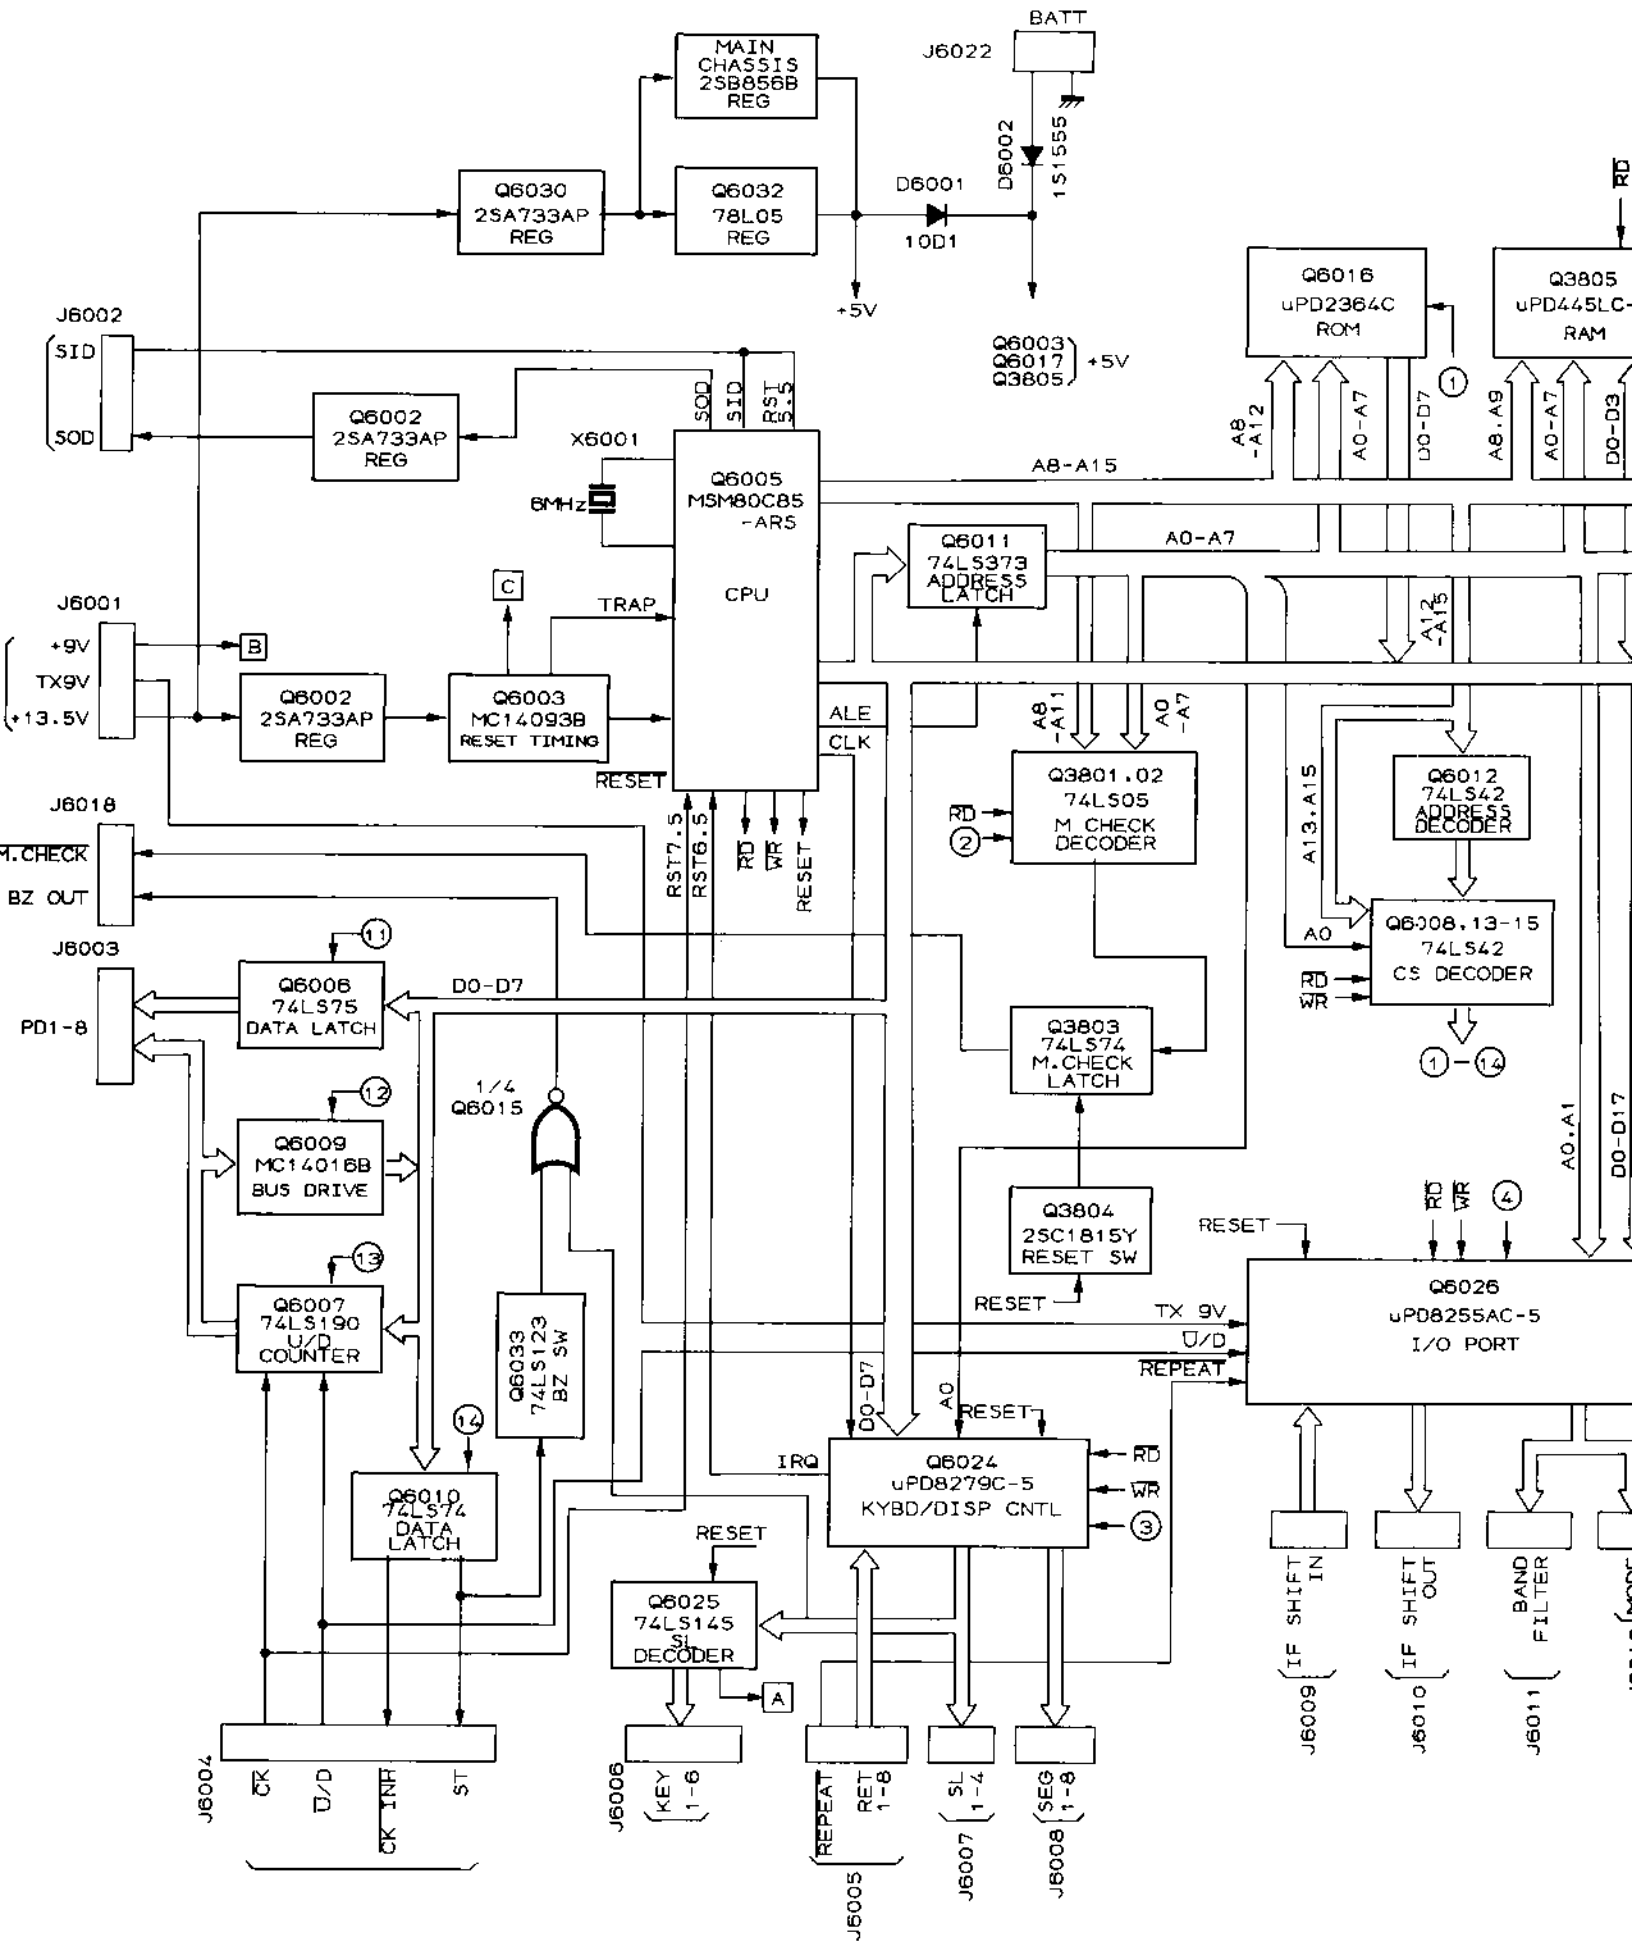 BATT
J6022
MAIN
CHASSIS
2SB856B
REG
D6002
1S1555
Q6030
2SA733AP
REG
Q6032
78L05
REG
D6001
10D1
+5V
RD
J6002
SID
SOD
Q6002
2SA733AP
REG
Q6003
Q6017
Q3805
+5V
Q6016
uPD2364C
ROM
1
Q3805
uPD445LC-
RAM
SOD
SID
RST
5.5
X6001
6MHz
Q6005
MSM80C85
-ARS
CPU
A8-A15
A8
-A12
A0-A7
D0-D7
A8.A9
A0-A7
D0-D3
Q6011
74LS373
ADDRESS
LATCH
A0-A7
C
TRAP
A12
-A15
J6001
+9V
TX9V
+13.5V
B
Q6002
2SA733AP
REG
Q6003
MC14093B
RESET TIMING
RESET
ALE
CLK
A8
-A11
A0
-A7
J6018
M.CHECK
BZ OUT
RST7.5
RST6.5
RD
WR
RESET
RD
2
Q3801.02
74LS05
M CHECK
DECODER
A13.A15
Q6012
74LS42
ADDRESS
DECODER
A0
RD
WR
Q6008.13-15
74LS42
CS DECODER
1 - 14
J6003
PD1-8
11
Q6006
74LS75
DATA LATCH
D0-D7
Q3803
74LS74
M.CHECK
LATCH
12
1/4
Q6015
Q6009
MC14016B
BUS DRIVE
A0.A1
D0-D17
Q3804
2SC1815Y
RESET SW
RESET
RESET
RD
WR
4
13
Q6007
74LS190
U/D
COUNTER
Q6033
74LS123
BZ SW
TX 9V
U/D
REPEAT
Q6026
uPD8255AC-5
I/O PORT
D0-D7
A0
RESET
14
IRQ
Q6024
uPD8279C-5
KYBD/DISP CNTL
RD
WR
3
Q6010
74LS74
DATA
LATCH
RESET
Q6025
74LS145
SL
DECODER
A
IF SHIFT
IN
J6009
IF SHIFT
OUT
J6010
BAND
FILTER
J6011
MODE
J6004
CK
U/D
CK INR
ST
J6006
KEY
1-6
REPEAT
RET
1-8
J6005
SL
1-4
J6007
SEG
1-8
J6008